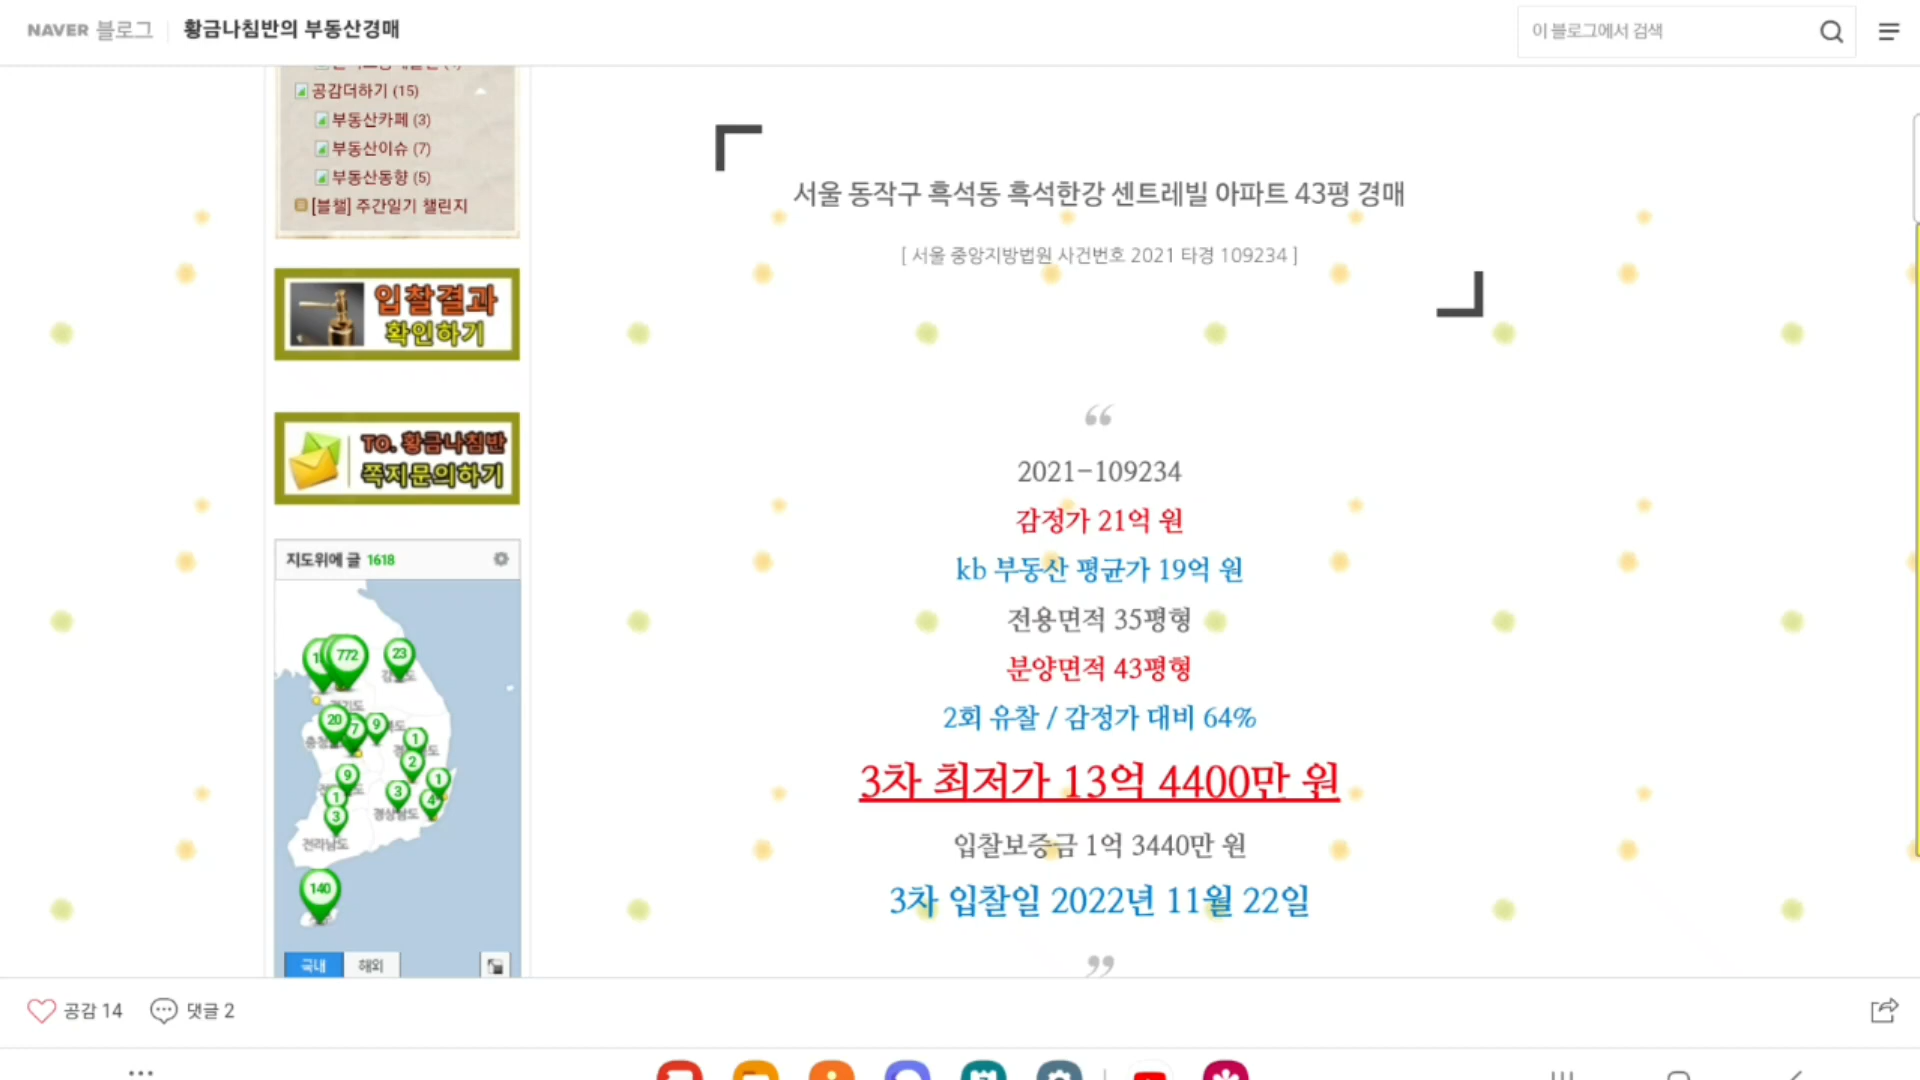 NAVER 블로그 황금나침반의 부동산경매
이 블로그에서 검색
공감더하기 (15)
부동산카페 (3)
부동산이슈 (7)
부동산동향 (5)
[블챌] 주간일기 챌린지
입찰결과
확인하기
TO. 황금나침반
쪽지문의하기
지도위에 글 1618
772
23
20
7
9
1
2
9
1
1
3
4
경상남도
3
전라남도
140
국내 해외
서울 동작구 흑석동 흑석한강 센트레빌 아파트 43평 경매
[ 서울 중앙지방법원 사건번호 2021 타경 109234 ]
“
2021-109234
감정가 21억 원
kb 부동산 평균가 19억 원
전용면적 35평형
분양면적 43평형
2회 유찰 / 감정가 대비 64%
3차 최저가 13억 4400만 원
입찰보증금 1억 3440만 원
3차 입찰일 2022년 11월 22일
”
공감 14 댓글 2